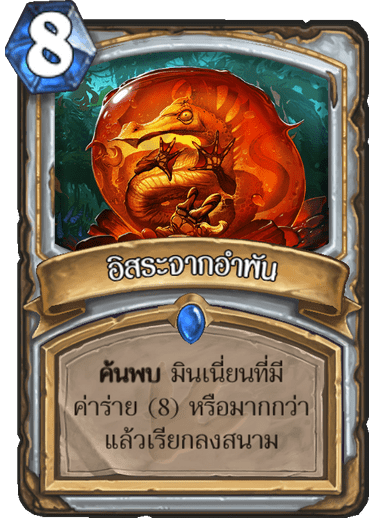 8
อิสระจากอำพัน
ค้นพบ มินเนี่ยนที่มี
ค่าร่าย (8) หรือมากกว่า
แล้วเรียกลงสนาม